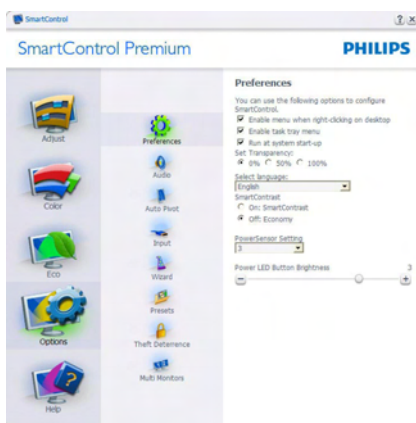 SmartControl
SmartControl Premium
PHILIPS
Adjust
Color
Eco
Options
Help
Preferences
Audio
Auto Pivot
Input
Wizard
Presets
Theft Deterrence
Multi Monitors
Preferences
You can use the following options to configure
SmartControl.
Enable menu when right-clicking on desktop
Enable task tray menu
Run at system start-up
Set Transparency:
0% 50% 100%
Select language:
English
SmartContrast
On: SmartContrast
Off: Economy
PowerSensor Setting
3
Power LED Button Brightness 3